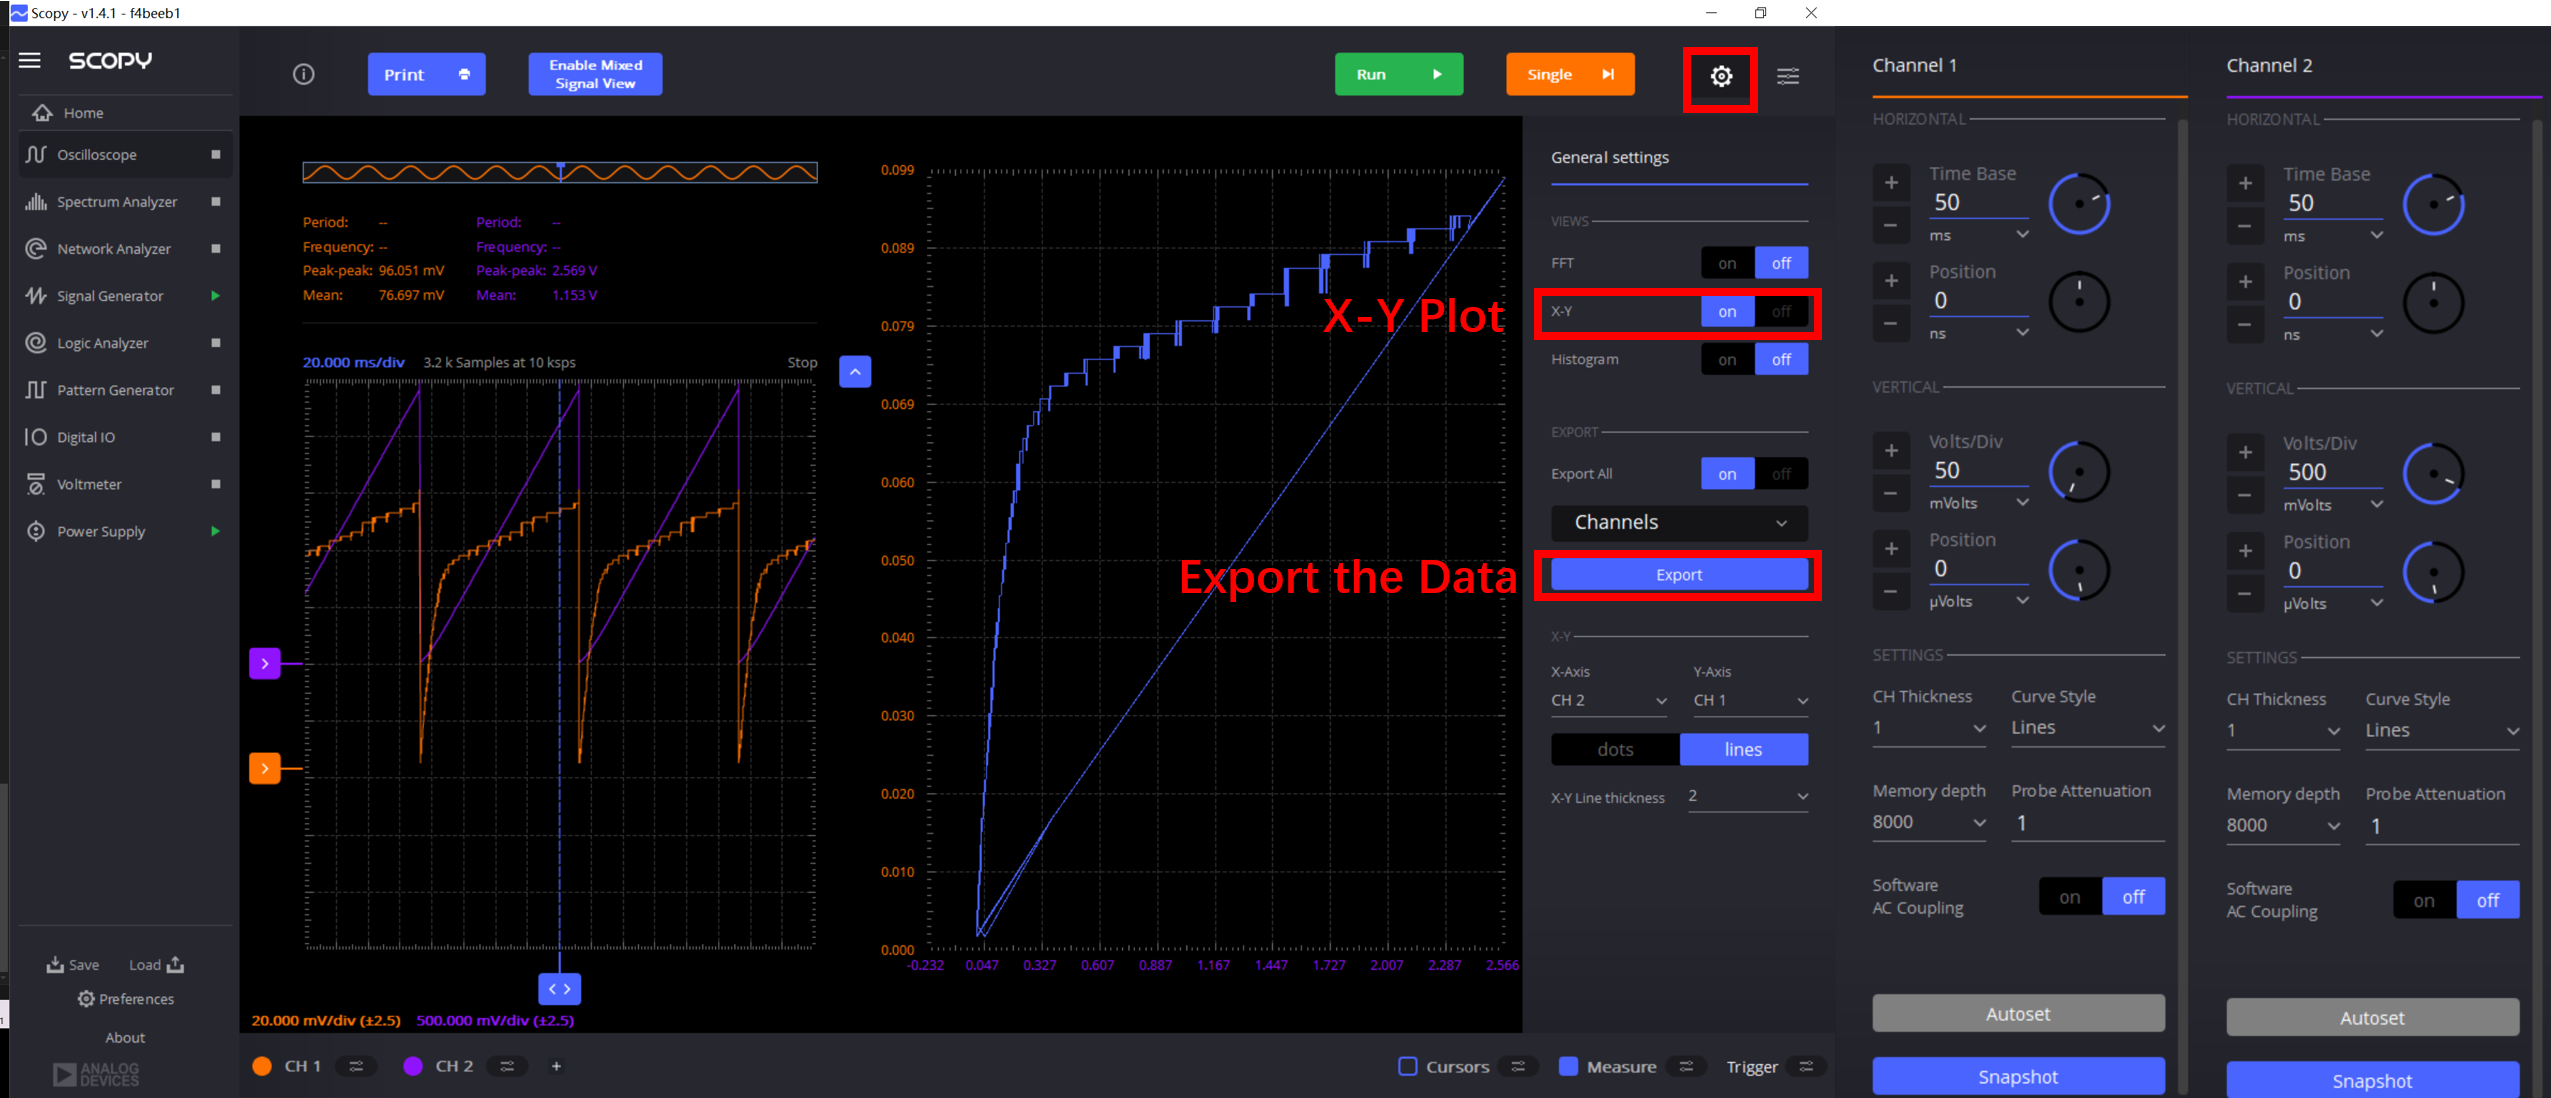 Scopy - v1.4.1 - f4beeb1
SCOPY
Home
Oscilloscope
Spectrum Analyzer
Network Analyzer
Signal Generator
Logic Analyzer
Pattern Generator
Digital IO
Voltmeter
Power Supply
Save Load
Preferences
About
ANALOG
DEVICES
Print
Enable Mixed
Signal View
Run
Single
Period: -- Period: --
Frequency: -- Frequency: --
Peak-peak: 96.051 mV Peak-peak: 2.569 V
Mean: 76.697 mV Mean: 1.153 V
20.000 ms/div 3.2 k Samples at 10 ksps Stop
20.000 mV/div (±2.5) 500.000 mV/div (±2.5)
0.099
0.089
0.079
0.069
0.060
0.050
0.040
0.030
0.020
0.010
0.000
-0.232 0.047 0.327 0.607 0.887 1.167 1.447 1.727 2.007 2.287 2.566
X-Y Plot
Export the Data
General settings
VIEWS
FFT on off
X-Y on off
Histogram on off
EXPORT
Export All on off
Channels
Export
X-Y
X-Axis Y-Axis
CH 2 CH 1
dots lines
X-Y Line thickness 2
CH 1 CH 2 +
Cursors Measure Trigger
Channel 1
HORIZONTAL
+ Time Base
50
− ms
+ Position
0
− ns
VERTICAL
+ Volts/Div
50
− mVolts
+ Position
0
− µVolts
SETTINGS
CH Thickness Curve Style
1 Lines
Memory depth Probe Attenuation
8000 1
Software
AC Coupling on off
Autoset
Snapshot
Channel 2
HORIZONTAL
+ Time Base
50
− ms
+ Position
0
− ns
VERTICAL
+ Volts/Div
500
− mVolts
+ Position
0
− µVolts
SETTINGS
CH Thickness Curve Style
1 Lines
Memory depth Probe Attenuation
8000 1
Software
AC Coupling on off
Autoset
Snapshot